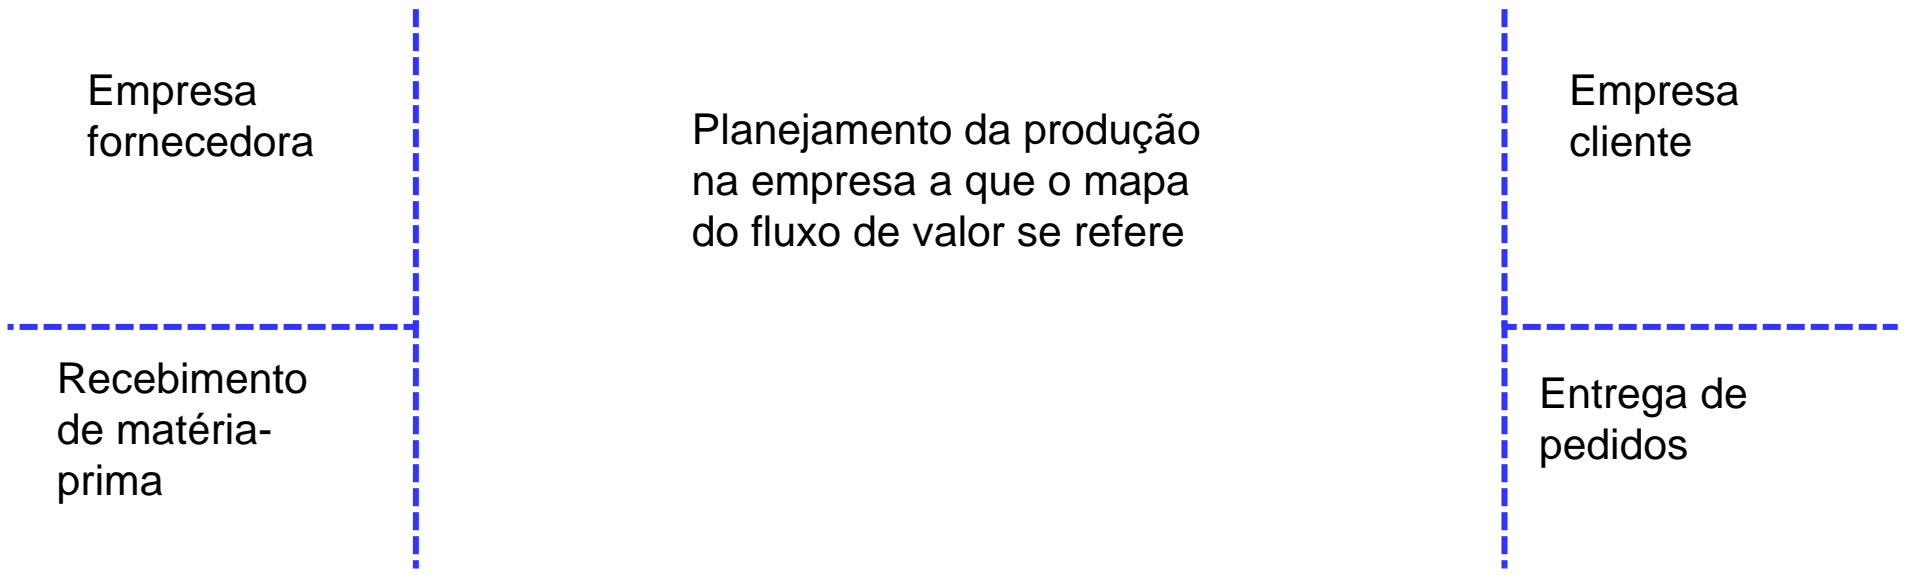 Empresa
fornecedora
Planejamento da produção
na empresa a que o mapa
do fluxo de valor se refere
Empresa
cliente
Recebimento
de matéria-
prima
Entrega de
pedidos